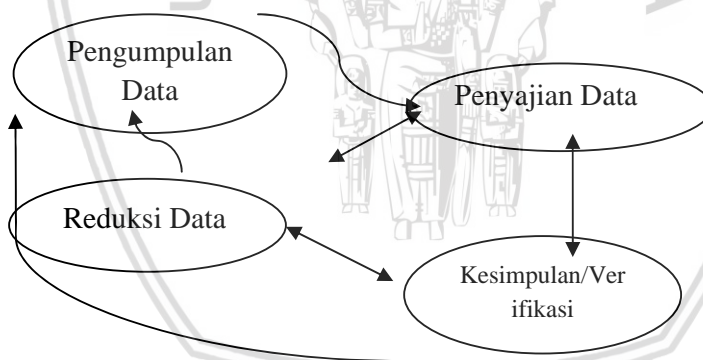 Pengumpulan
Data
Penyajian Data
Reduksi Data
Kesimpulan/Ver
ifikasi